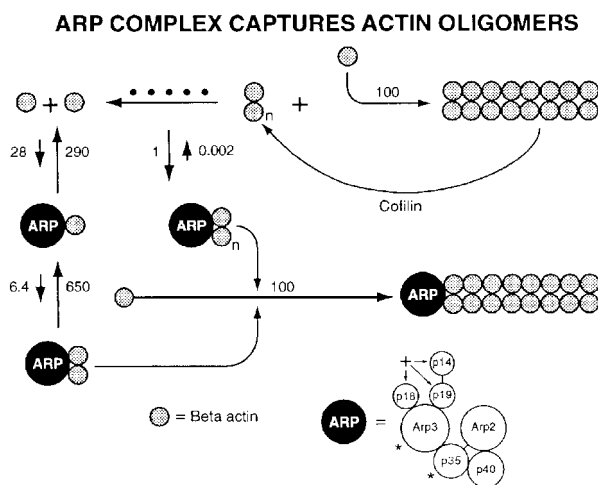 ARP COMPLEX CAPTURES ACTIN OLIGOMERS
100
+
+
n
28
290
1
0.002
Cofilin
ARP
ARP
n
6.4
650
100
ARP
ARP
= Beta actin
ARP
=
+
p14
p18
p19
Arp3
Arp2
*
p35
*
p40